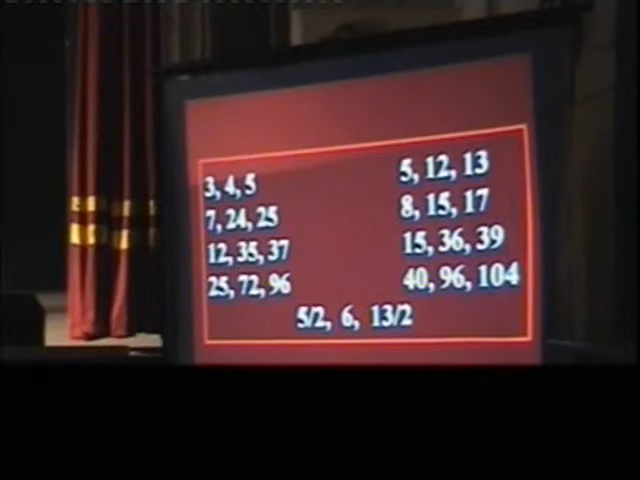 3, 4, 5
5, 12, 13
7, 24, 25
8, 15, 17
12, 35, 37
15, 36, 39
25, 72, 96
40, 96, 104
5/2, 6, 13/2